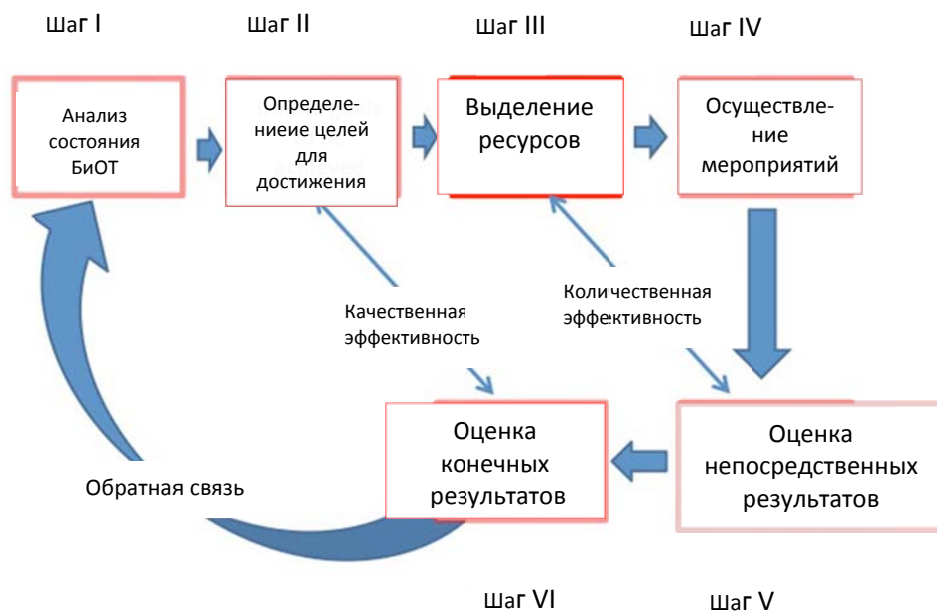 Шаг I
Шаг II
Шаг III
Шаг IV
Анализ
состояния
БиОТ
Определе-
ниеие целей
для
достижения
Выделение
ресурсов
Осуществле-
ние
мероприятий
Качественная
эффективность
Количественная
эффективность
Оценка
конечных
результатов
Оценка
непосредственных
результатов
Обратная связь
Шаг VI
Шаг V